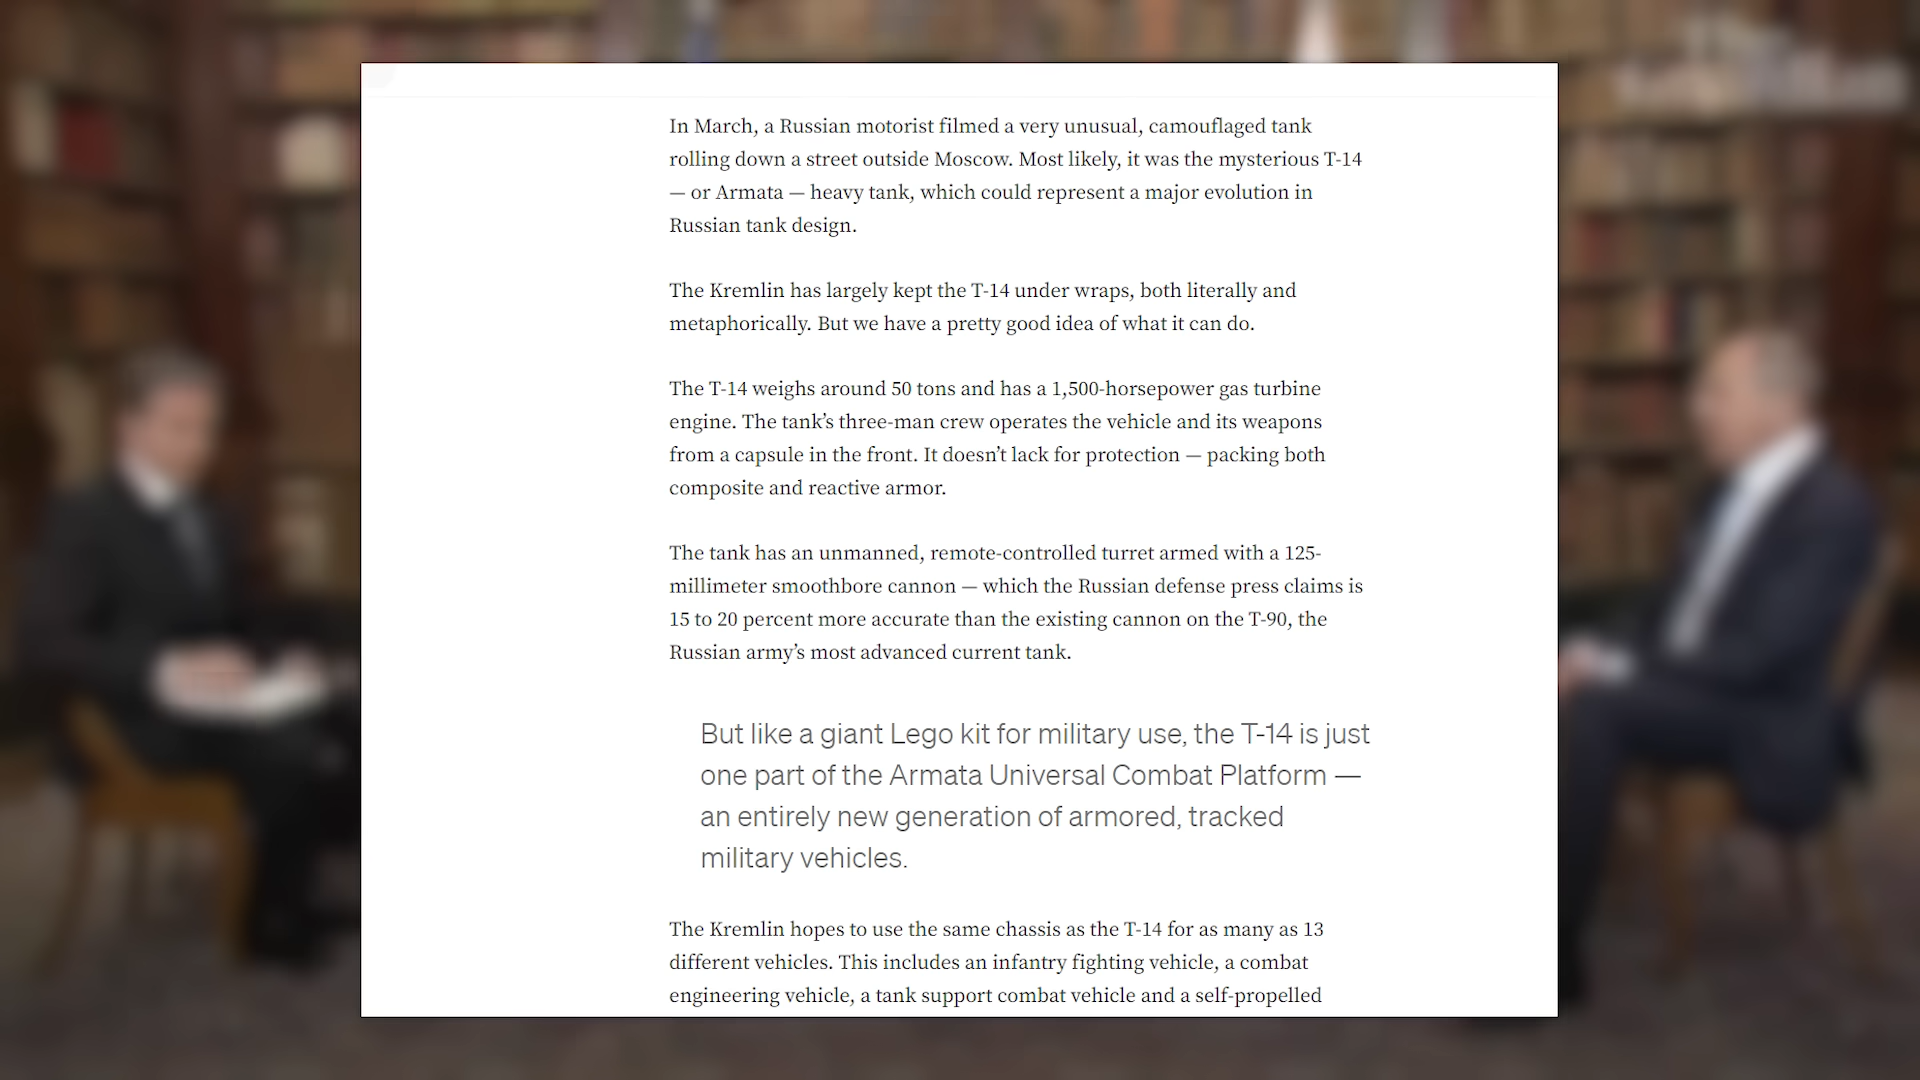 In March, a Russian motorist filmed a very unusual, camouflaged tank
rolling down a street outside Moscow. Most likely, it was the mysterious T-14
— or Armata — heavy tank, which could represent a major evolution in
Russian tank design.
The Kremlin has largely kept the T-14 under wraps, both literally and
metaphorically. But we have a pretty good idea of what it can do.
The T-14 weighs around 50 tons and has a 1,500-horsepower gas turbine
engine. The tank’s three-man crew operates the vehicle and its weapons
from a capsule in the front. It doesn’t lack for protection — packing both
composite and reactive armor.
The tank has an unmanned, remote-controlled turret armed with a 125-
millimeter smoothbore cannon — which the Russian defense press claims is
15 to 20 percent more accurate than the existing cannon on the T-90, the
Russian army’s most advanced current tank.
But like a giant Lego kit for military use, the T-14 is just
one part of the Armata Universal Combat Platform —
an entirely new generation of armored, tracked
military vehicles.
The Kremlin hopes to use the same chassis as the T-14 for as many as 13
different vehicles. This includes an infantry fighting vehicle, a combat
engineering vehicle, a tank support combat vehicle and a self-propelled